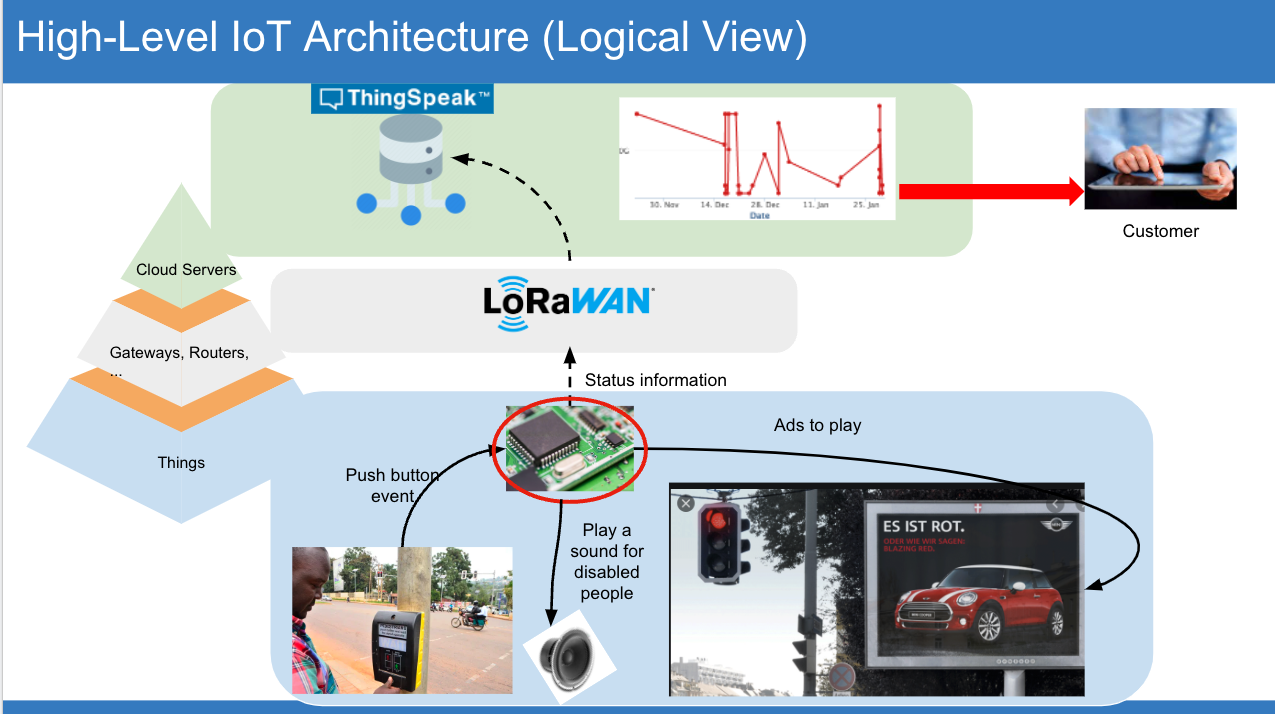 High-Level IoT Architecture (Logical View)
ThingSpeak™
30. Nov
14. Dec
28. Dec
11. Jan
25. Jan
Date
Customer
Cloud Servers
LoRaWAN
Gateways, Routers,
...
Status information
Things
Ads to play
Push button
event
Play a
sound for
disabled
people
ES IST ROT.
ODER WIE WIR SAGEN:
BLAZING RED.